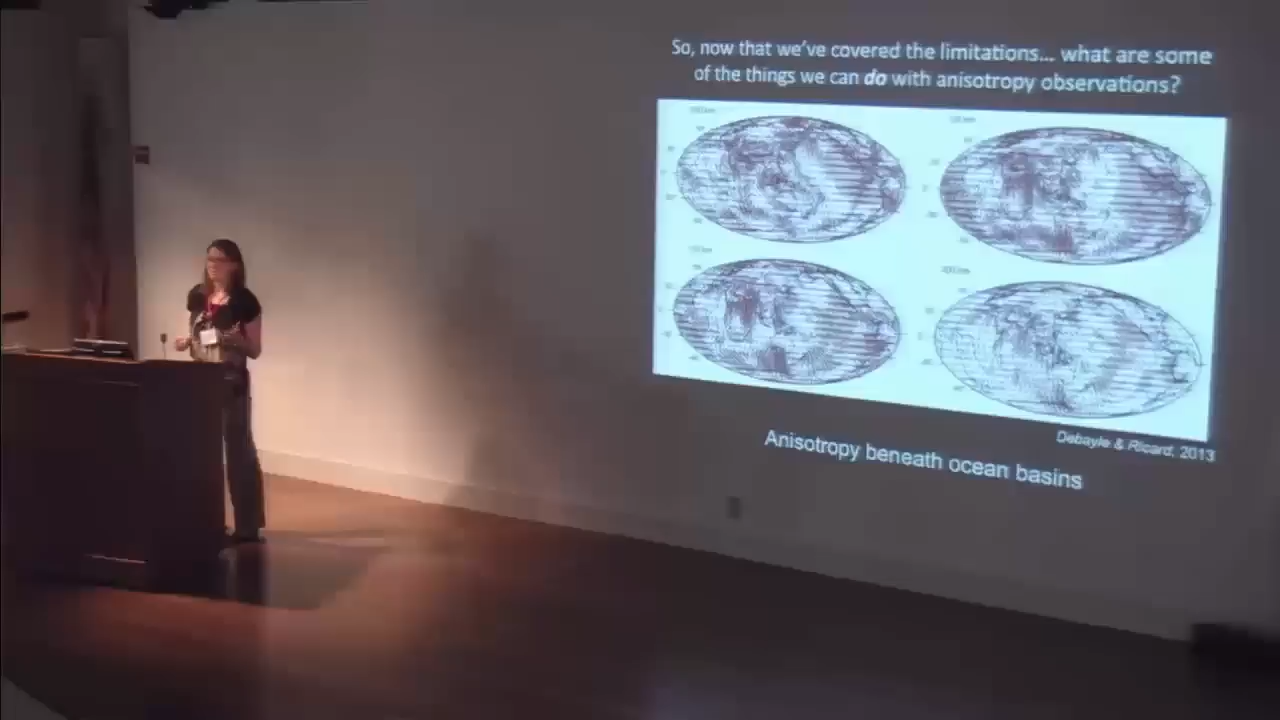 So, now that we've covered the limitations... what are some
of the things we can do with anisotropy observations?
Debayle & Ricard, 2013
Anisotropy beneath ocean basins